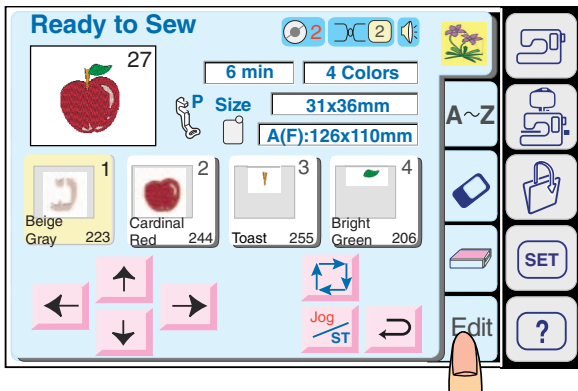 Ready to Sew
2
2
27
6 min
4 Colors
P
Size
31x36mm
A(F):126x110mm
A~Z
1
Beige
Gray 223
2
Cardinal
Red 244
3
Toast 255
4
Bright
Green 206
SET
Jog
ST
Edit
?